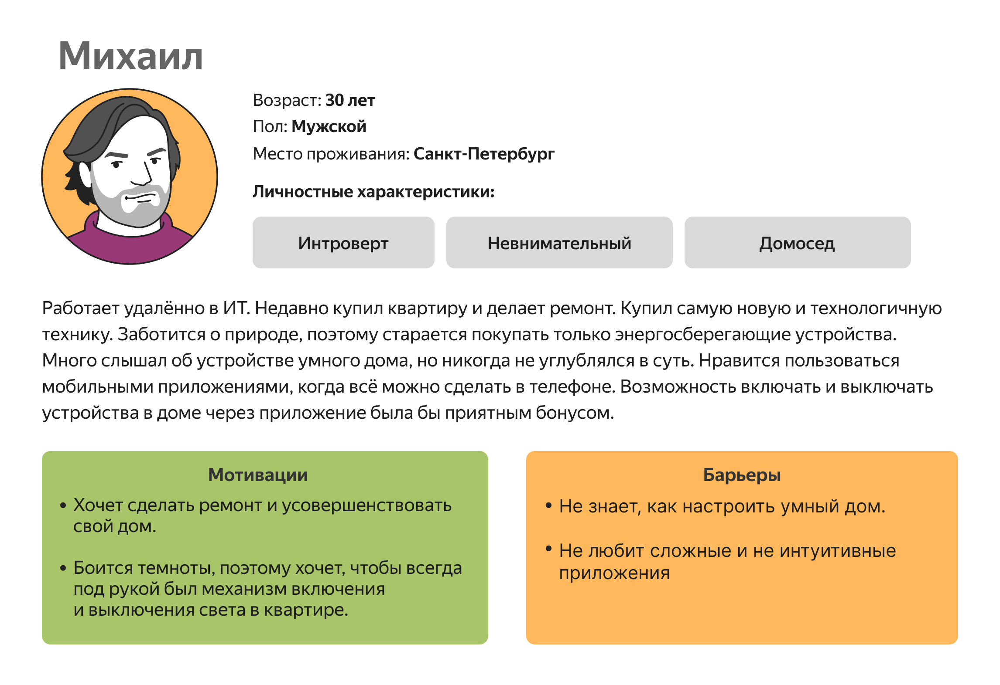 Михаил
Возраст: 30 лет
Пол: Мужской
Место проживания: Санкт-Петербург
Личностные характеристики:
Интроверт
Невнимательный
Домосед
Работает удалённо в ИТ. Недавно купил квартиру и делает ремонт. Купил самую новую и технологичную
технику. Заботится о природе, поэтому старается покупать только энергосберегающие устройства.
Много слышал об устройстве умного дома, но никогда не углублялся в суть. Нравится пользоваться
мобильными приложениями, когда всё можно сделать в телефоне. Возможность включать и выключать
устройства в доме через приложение была бы приятным бонусом.
Мотивации
• Хочет сделать ремонт и усовершенствовать
свой дом.
• Боится темноты, поэтому хочет, чтобы всегда
под рукой был механизм включения
и выключения света в квартире.
Барьеры
• Не знает, как настроить умный дом.
• Не любит сложные и не интуитивные
приложения